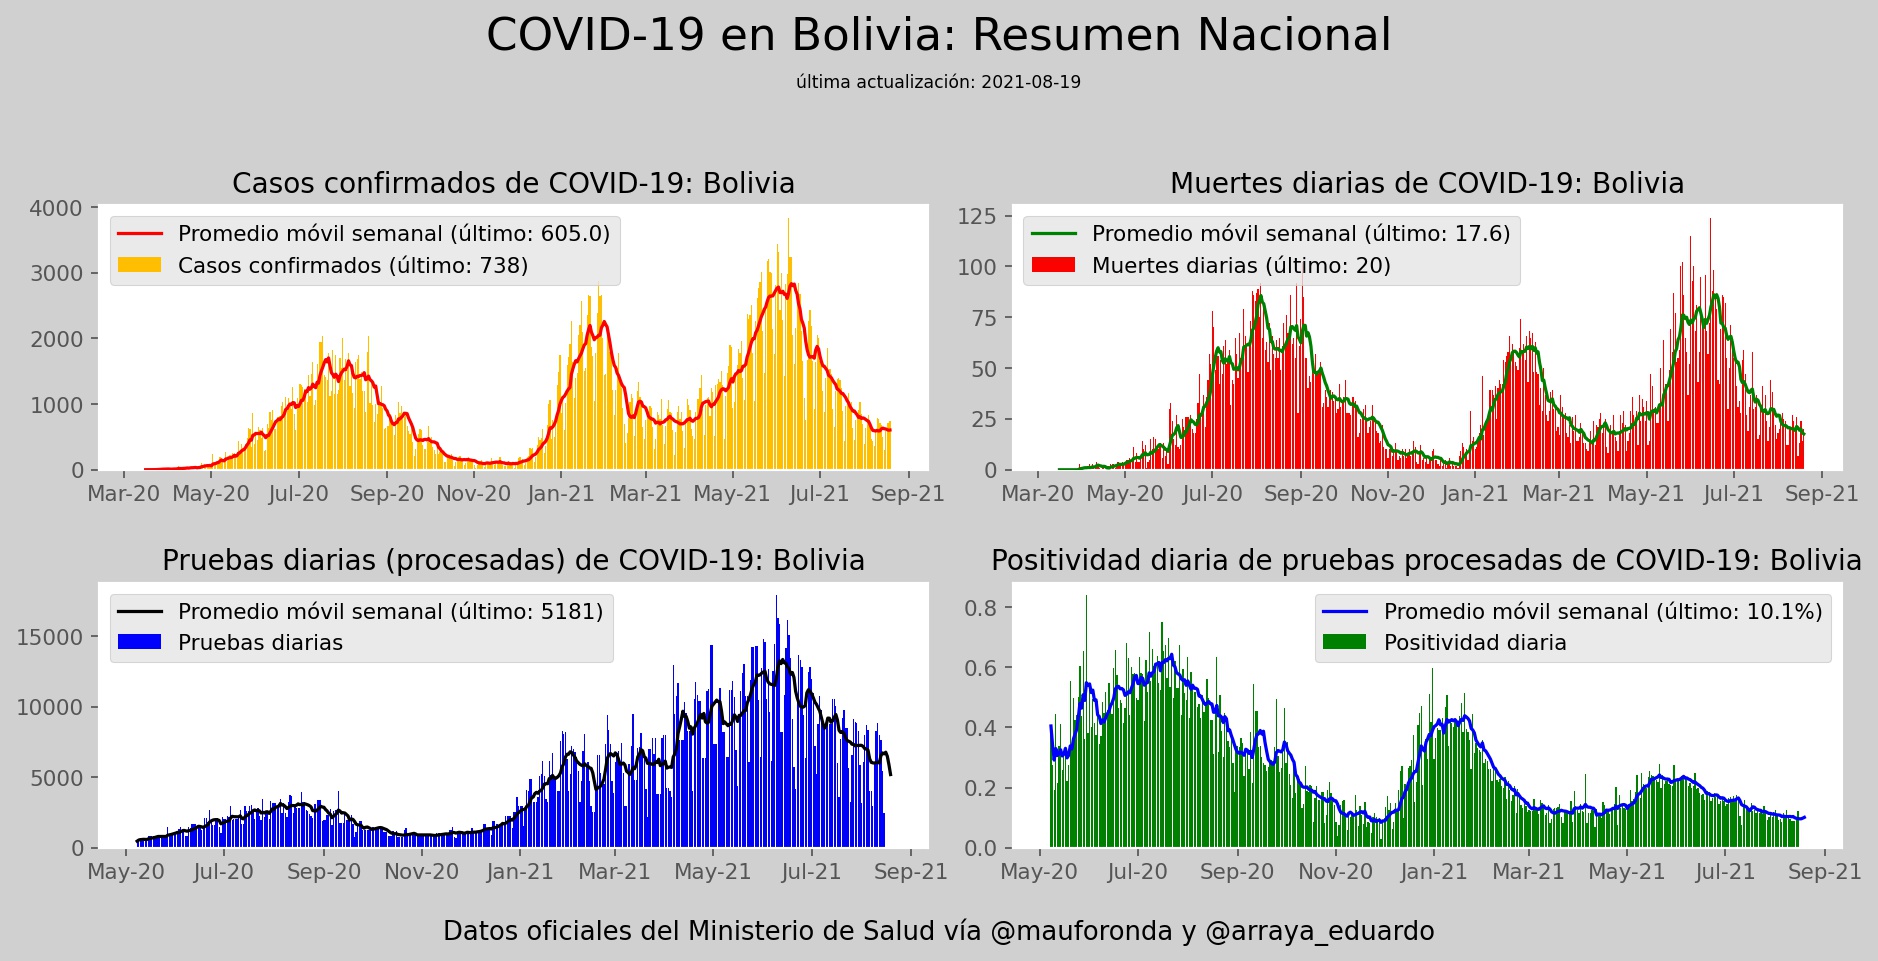 COVID-19 en Bolivia: Resumen Nacional
última actualización: 2021-08-19
Casos confirmados de COVID-19: Bolivia
4000
3000
2000
1000
0
Promedio móvil semanal (último: 605.0)
Casos confirmados (último: 738)
Mar-20 May-20 Jul-20 Sep-20 Nov-20 Jan-21 Mar-21 May-21 Jul-21 Sep-21
Muertes diarias de COVID-19: Bolivia
125
100
75
50
25
0
Promedio móvil semanal (último: 17.6)
Muertes diarias (último: 20)
Mar-20 May-20 Jul-20 Sep-20 Nov-20 Jan-21 Mar-21 May-21 Jul-21 Sep-21
Pruebas diarias (procesadas) de COVID-19: Bolivia
15000
10000
5000
0
Promedio móvil semanal (último: 5181)
Pruebas diarias
May-20 Jul-20 Sep-20 Nov-20 Jan-21 Mar-21 May-21 Jul-21 Sep-21
Positividad diaria de pruebas procesadas de COVID-19: Bolivia
0.8
0.6
0.4
0.2
0.0
Promedio móvil semanal (último: 10.1%)
Positividad diaria
May-20 Jul-20 Sep-20 Nov-20 Jan-21 Mar-21 May-21 Jul-21 Sep-21
Datos oficiales del Ministerio de Salud vía @mauforonda y @arraya_eduardo